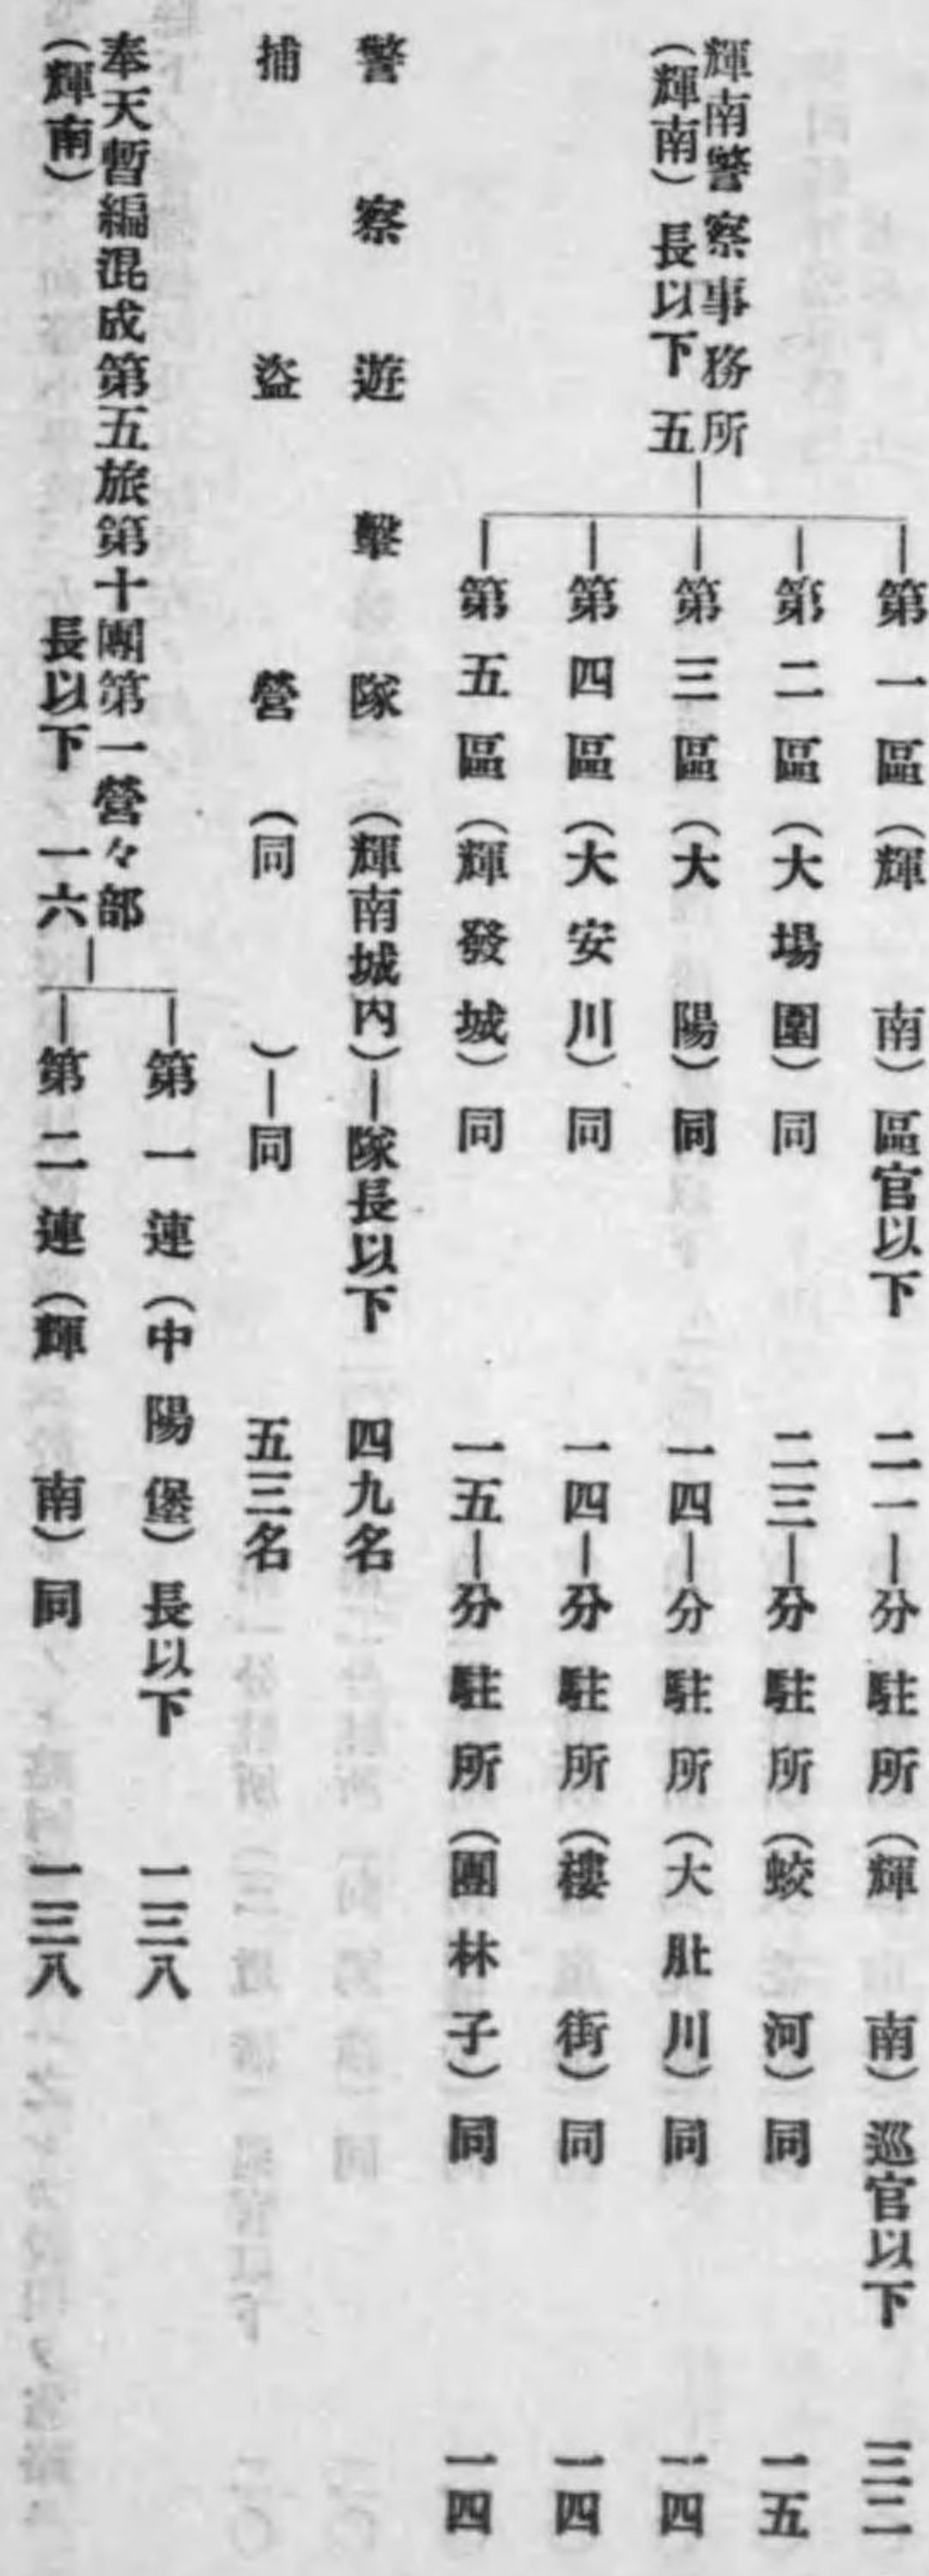 輝南警察事務所
(輝南)長以下五
第一區(輝南)區官以下二一―分駐所(輝南)巡官以下三二
第二區(大場園)同二三―分駐所(蛟河)同一五
第三區(大陽)同一四―分駐所(大肚川)同一四
第四區(大安川)同一四―分駐所(樓街)同一四
第五區(輝發城)同一五―分駐所(團林子)同一四
警察遊擊隊(輝南城内)―隊長以下四九名
捕盜營(同)―同五三名
奉天暫編混成第五旅第十團第一營々部
(輝南)長以下一六
第一連(中陽堡)長以下一三八
第二連(輝南)同一三八